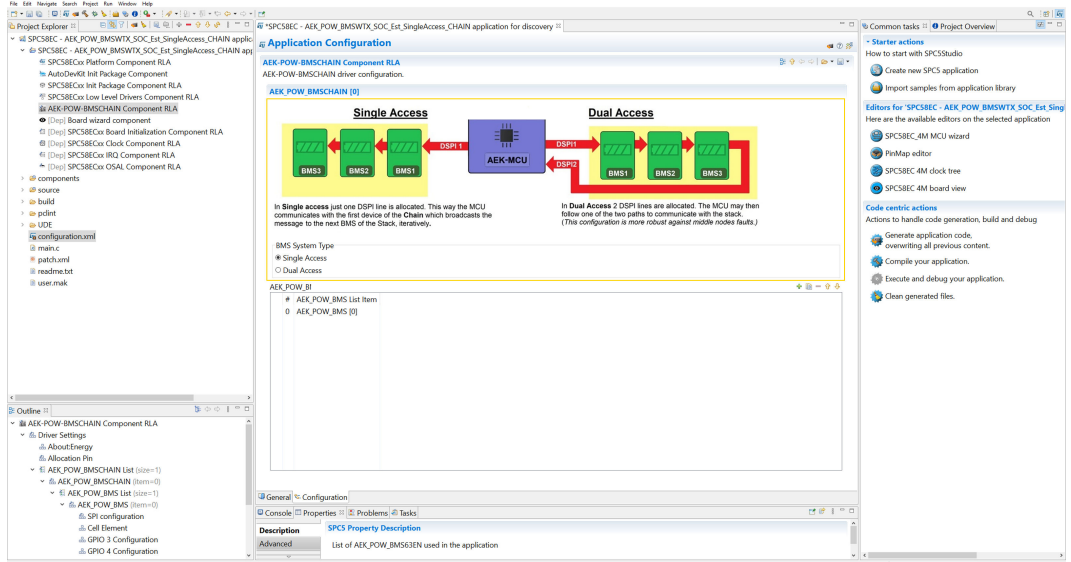 File Edit Navigate Search Project Run Window Help
Project Explorer
SPC58EC - AEK_POW_BMSWTX_SOC_Est_SingleAccess_CHAIN applic
SPC58EC - AEK_POW_BMSWTX_SOC_Est_SingleAccess_CHAIN app
SPC58ECxx Platform Component RLA
AutoDevKit Init Package Component
SPC58ECxx Init Package Component RLA
SPC58ECxx Low Level Drivers Component RLA
AEK-POW-BMSCHAIN Component RLA
[Dep] Board wizard component
[Dep] SPC58ECxx Board Initialization Component RLA
[Dep] SPC58ECxx Clock Component RLA
[Dep] SPC58ECxx IRQ Component RLA
[Dep] SPC58ECxx OSAL Component RLA
components
source
build
pclint
UDE
configuration.xml
main.c
patch.xml
readme.txt
user.mak
Outline
AEK-POW-BMSCHAIN Component RLA
Driver Settings
About:Energy
Allocation Pin
AEK_POW_BMSCHAIN List (size=1)
AEK_POW_BMSCHAIN (item=0)
AEK_POW_BMS List (size=1)
AEK_POW_BMS (item=0)
SPI configuration
Cell Element
GPIO 3 Configuration
GPIO 4 Configuration
*SPC58EC - AEK_POW_BMSWTX_SOC_Est_SingleAccess_CHAIN application for discovery
Application Configuration
AEK-POW-BMSCHAIN Component RLA
AEK-POW-BMSCHAIN driver configuration.
AEK_POW_BMSCHAIN [0]
Single Access
Dual Access
BMS3 BMS2 BMS1
DSPI 1
AEK-MCU
DSPI1
DSPI2
BMS1 BMS2 BMS3
In Single access just one DSPI line is allocated. This way the MCU
communicates with the first device of the Chain which broadcasts the
message to the next BMS of the Stack, iteratively.
In Dual Access 2 DSPI lines are allocated. The MCU may then
follow one of the two paths to communicate with the stack.
(This configuration is more robust against middle nodes faults.)
BMS System Type
Single Access
Dual Access
AEK_POW_BI
# AEK_POW_BMS List Item
0 AEK_POW_BMS [0]
General Configuration
Console Properties Problems Tasks
Description
Advanced
SPC5 Property Description
List of AEK_POW_BMS63EN used in the application
Common tasks Project Overview
Starter actions
How to start with SPC5Studio
Create new SPC5 application
Import samples from application library
Editors for 'SPC58EC - AEK_POW_BMSWTX_SOC_Est_Singl
Here are the available editors on the selected application
SPC58EC_4M MCU wizard
PinMap editor
SPC58EC 4M clock tree
SPC58EC 4M board view
Code centric actions
Actions to handle code generation, build and debug
Generate application code,
overwriting all previous content.
Compile your application.
Execute and debug your application.
Clean generated files.